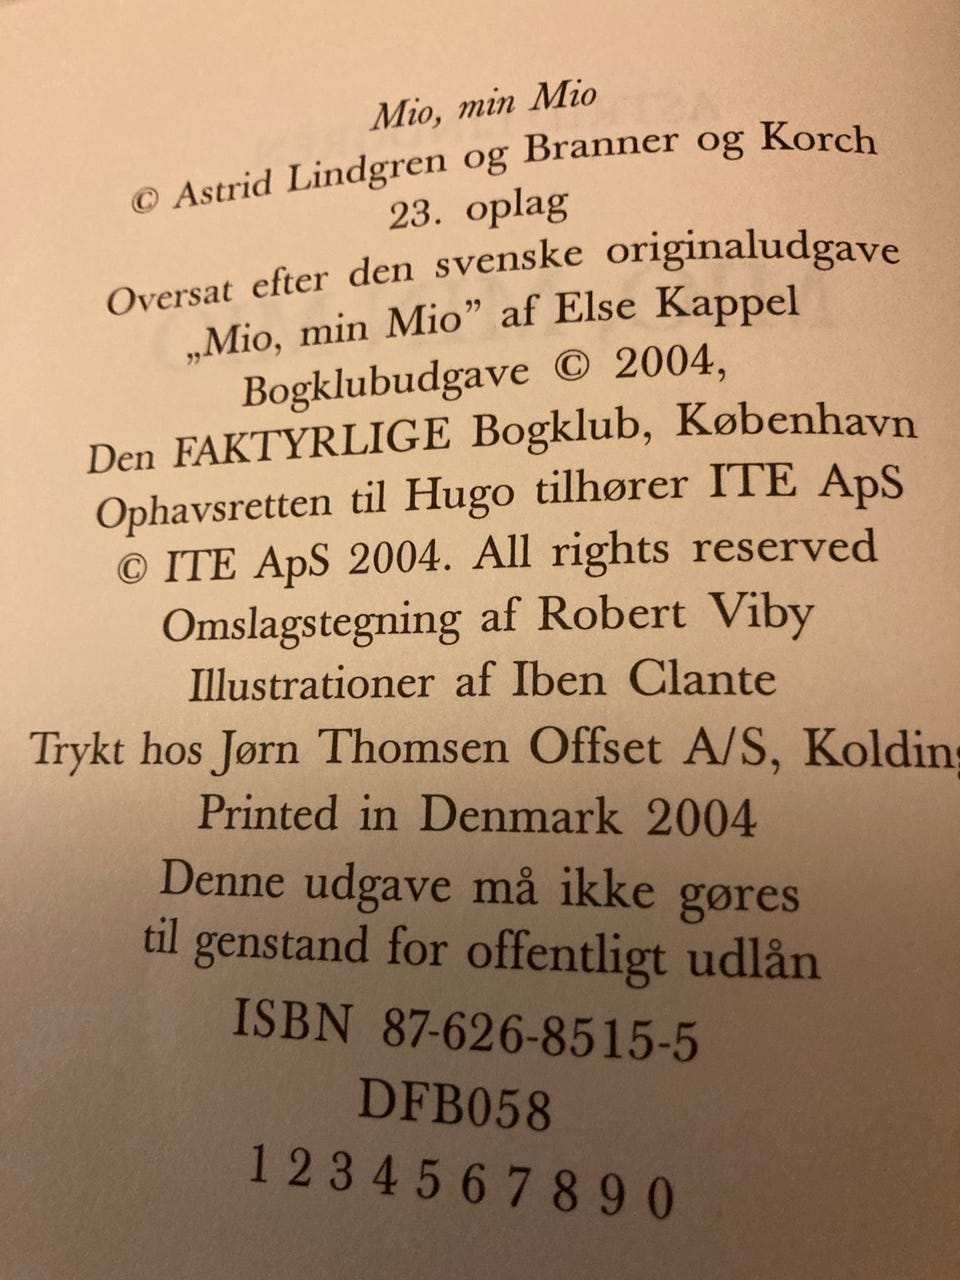 Mio, min Mio
© Astrid Lindgren og Branner og Korch
23. oplag
Oversat efter den svenske originaludgave
„Mio, min Mio” af Else Kappel
Bogklubudgave © 2004,
Den FAKTYRLIGE Bogklub, København
Ophavsretten til Hugo tilhører ITE ApS
© ITE ApS 2004. All rights reserved
Omslagstegning af Robert Viby
Illustrationer af Iben Clante
Trykt hos Jørn Thomsen Offset A/S, Kolding
Printed in Denmark 2004
Denne udgave må ikke gøres
til genstand for offentligt udlån
ISBN 87-626-8515-5
DFB058
1 2 3 4 5 6 7 8 9 0